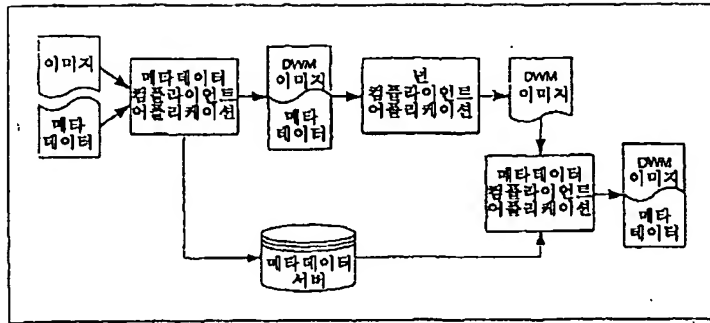 이미지
메타
데이터
메타데이터
컴플라이언트
어플리케이션
DWM
이미지
메타
데이터
넌
컴플라이언트
어플리케이션
DWM
이미지
메타데이터
컴플라이언트
어플리케이션
DWM
이미지
메타
데이터
메타데이터
서버